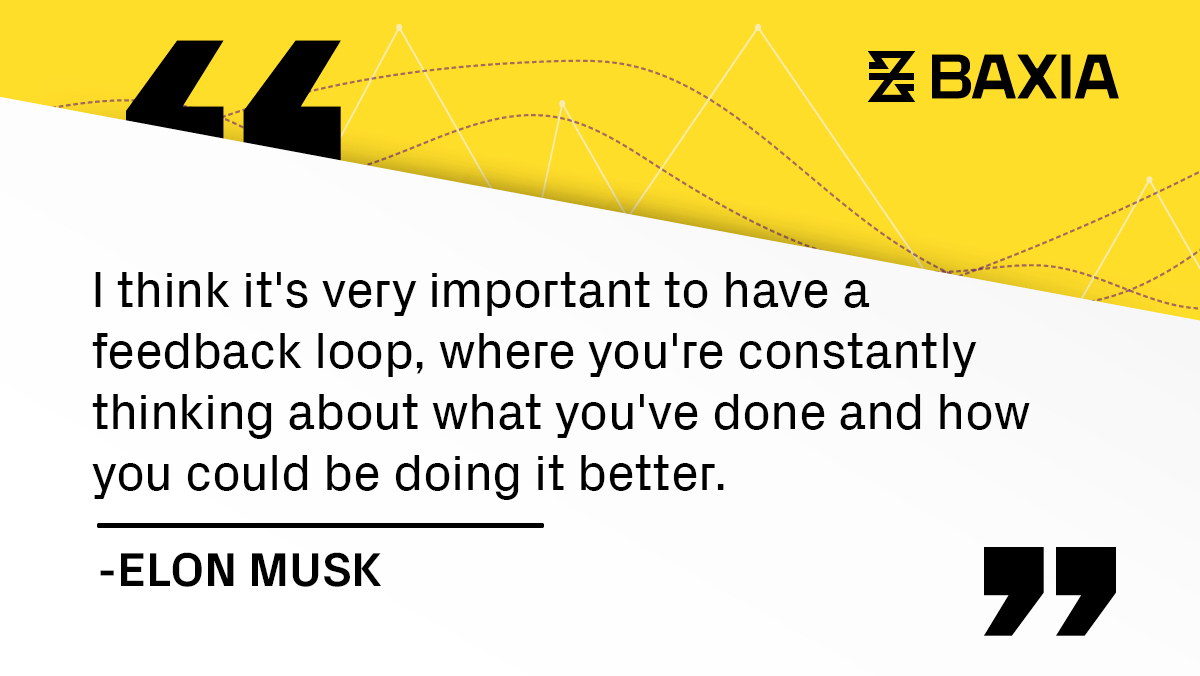 “
BAXIA
I think it's very important to have a
feedback loop, where you're constantly
thinking about what you've done and how
you could be doing it better.
-ELON MUSK
”